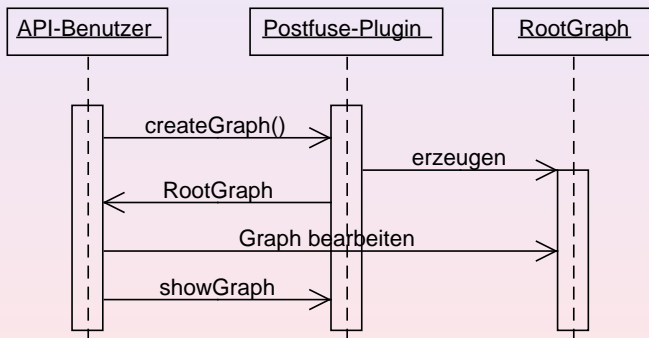 API-Benutzer
Postfuse-Plugin
RootGraph
createGraph()
erzeugen
RootGraph
Graph bearbeiten
showGraph